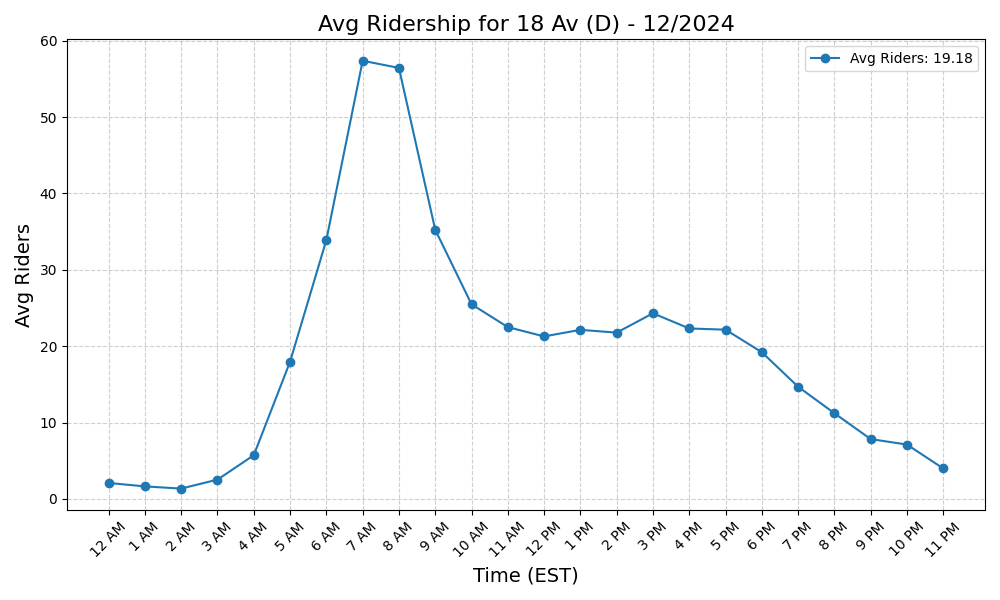 Avg Ridership for 18 Av (D) - 12/2024
Avg Riders: 19.18
Avg Riders
60
50
40
30
20
10
0
12 AM
1 AM
2 AM
3 AM
4 AM
5 AM
6 AM
7 AM
8 AM
9 AM
10 AM
11 AM
12 PM
1 PM
2 PM
3 PM
4 PM
5 PM
6 PM
7 PM
8 PM
9 PM
10 PM
11 PM
Time (EST)